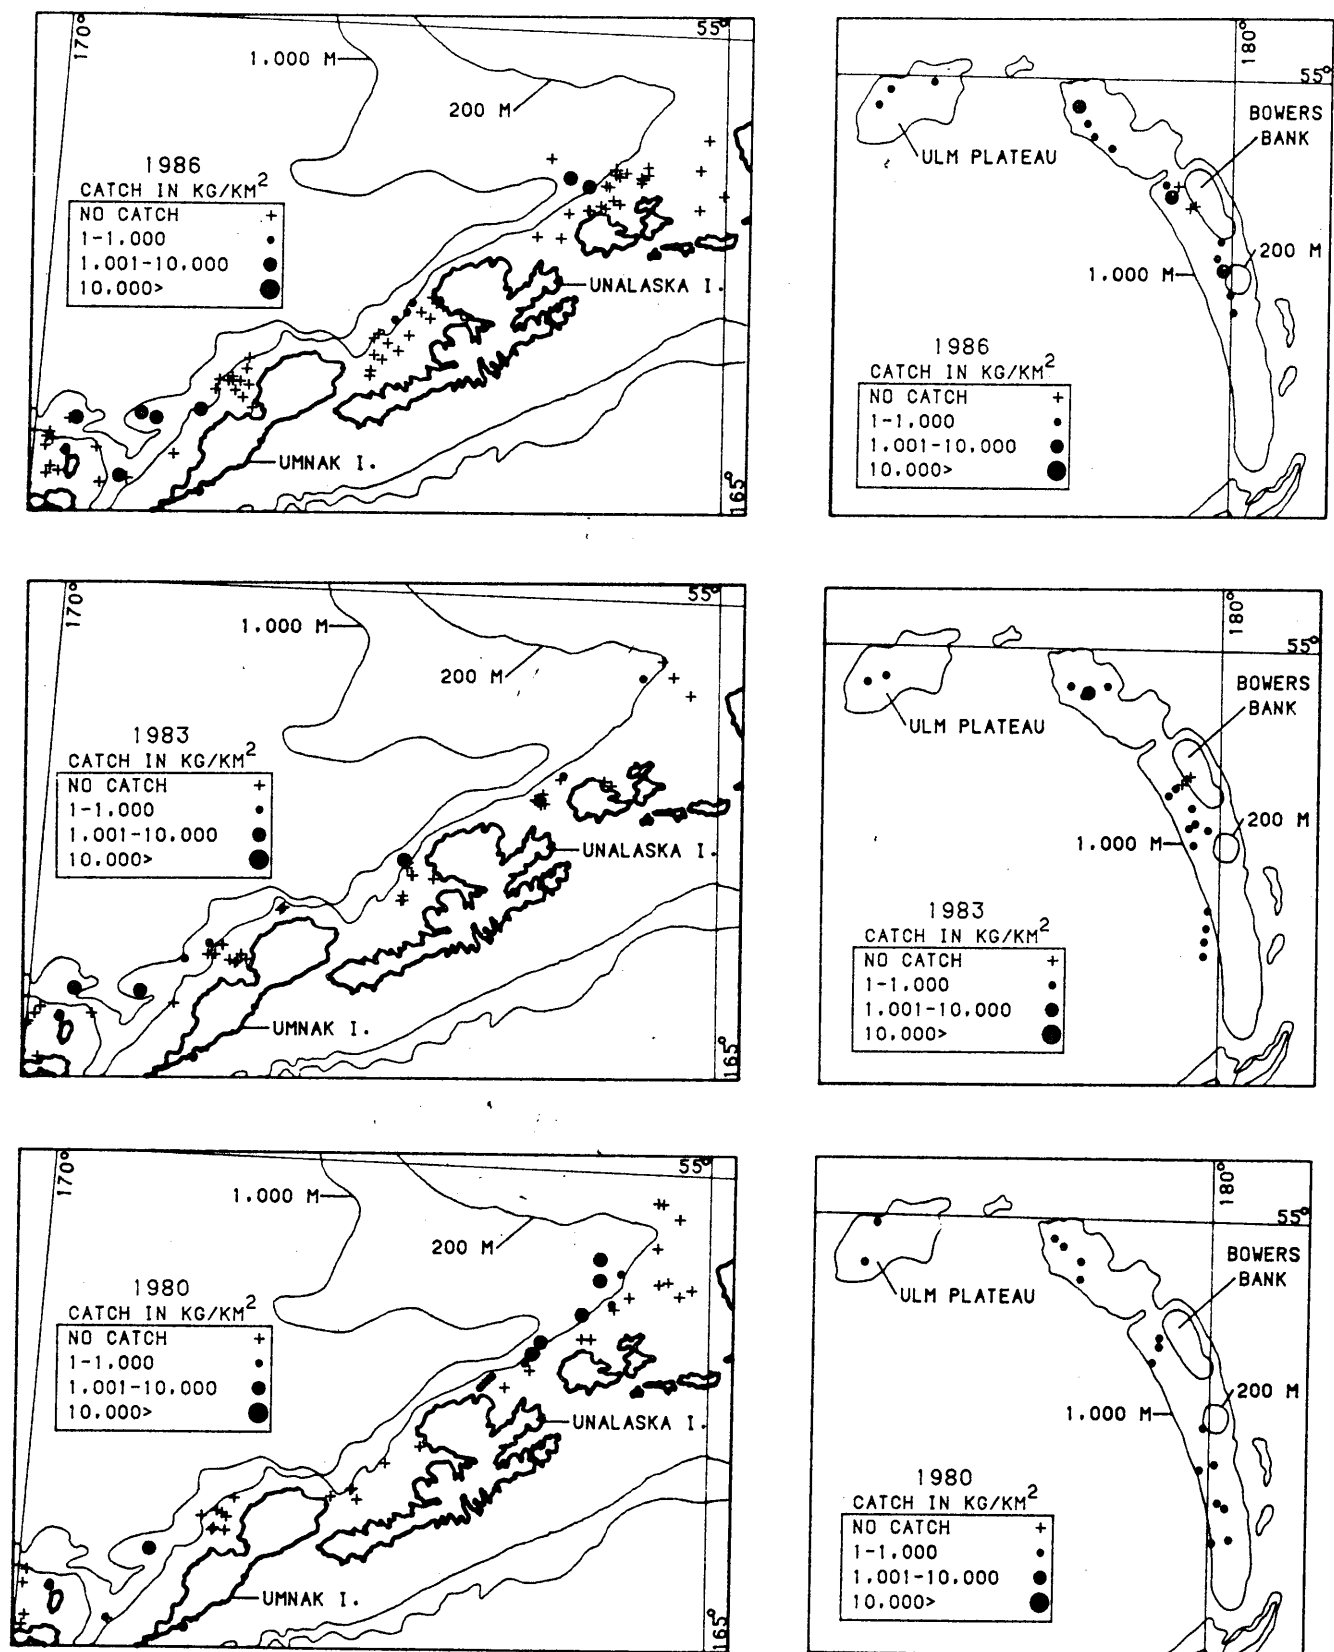 170°
55°
1.000 M
200 M
1986
CATCH IN KG/KM²
NO CATCH +
1-1.000
1.001-10.000
10.000>
UNALASKA I.
UMNAK I.
165°
180°
55°
BOWERS
BANK
ULM PLATEAU
200 M
1.000 M
1986
CATCH IN KG/KM²
NO CATCH +
1-1.000
1.001-10.000
10.000>
170°
55°
1.000 M
200 M
1983
CATCH IN KG/KM²
NO CATCH +
1-1.000
1.001-10.000
10.000>
UNALASKA I.
UMNAK I.
165°
180°
55°
BOWERS
BANK
ULM PLATEAU
200 M
1.000 M
1983
CATCH IN KG/KM²
NO CATCH +
1-1.000
1.001-10.000
10.000>
170°
55°
1.000 M
200 M
1980
CATCH IN KG/KM²
NO CATCH +
1-1.000
1.001-10.000
10.000>
UNALASKA I.
UMNAK I.
165°
180°
55°
BOWERS
BANK
ULM PLATEAU
200 M
1.000 M
1980
CATCH IN KG/KM²
NO CATCH +
1-1.000
1.001-10.000
10.000>